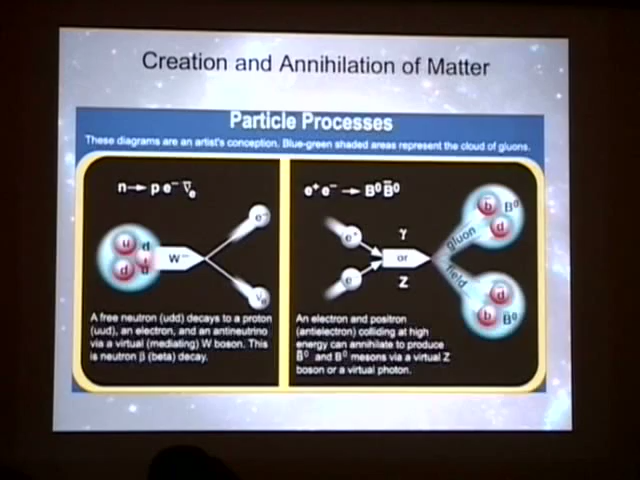 Creation and Annihilation of Matter
Particle Processes
These diagrams are an artist's conception. Blue-green shaded areas represent the cloud of gluons.
n→ p e⁻ ν̄ₑ
e⁺ e⁻ → B⁰ B̄⁰
u d
d u
W⁻
e⁻
ν̄ₑ
e⁺
e⁻
γ
or
Z
gluon
field
b̄ B⁰
d
d̄
b B̄⁰
A free neutron (udd) decays to a proton
(uud), an electron, and an antineutrino
via a virtual (mediating) W boson. This
is neutron β (beta) decay.
An electron and positron
(antielectron) colliding at high
energy can annihilate to produce
B̄⁰ and B⁰ mesons via a virtual Z
boson or a virtual photon.